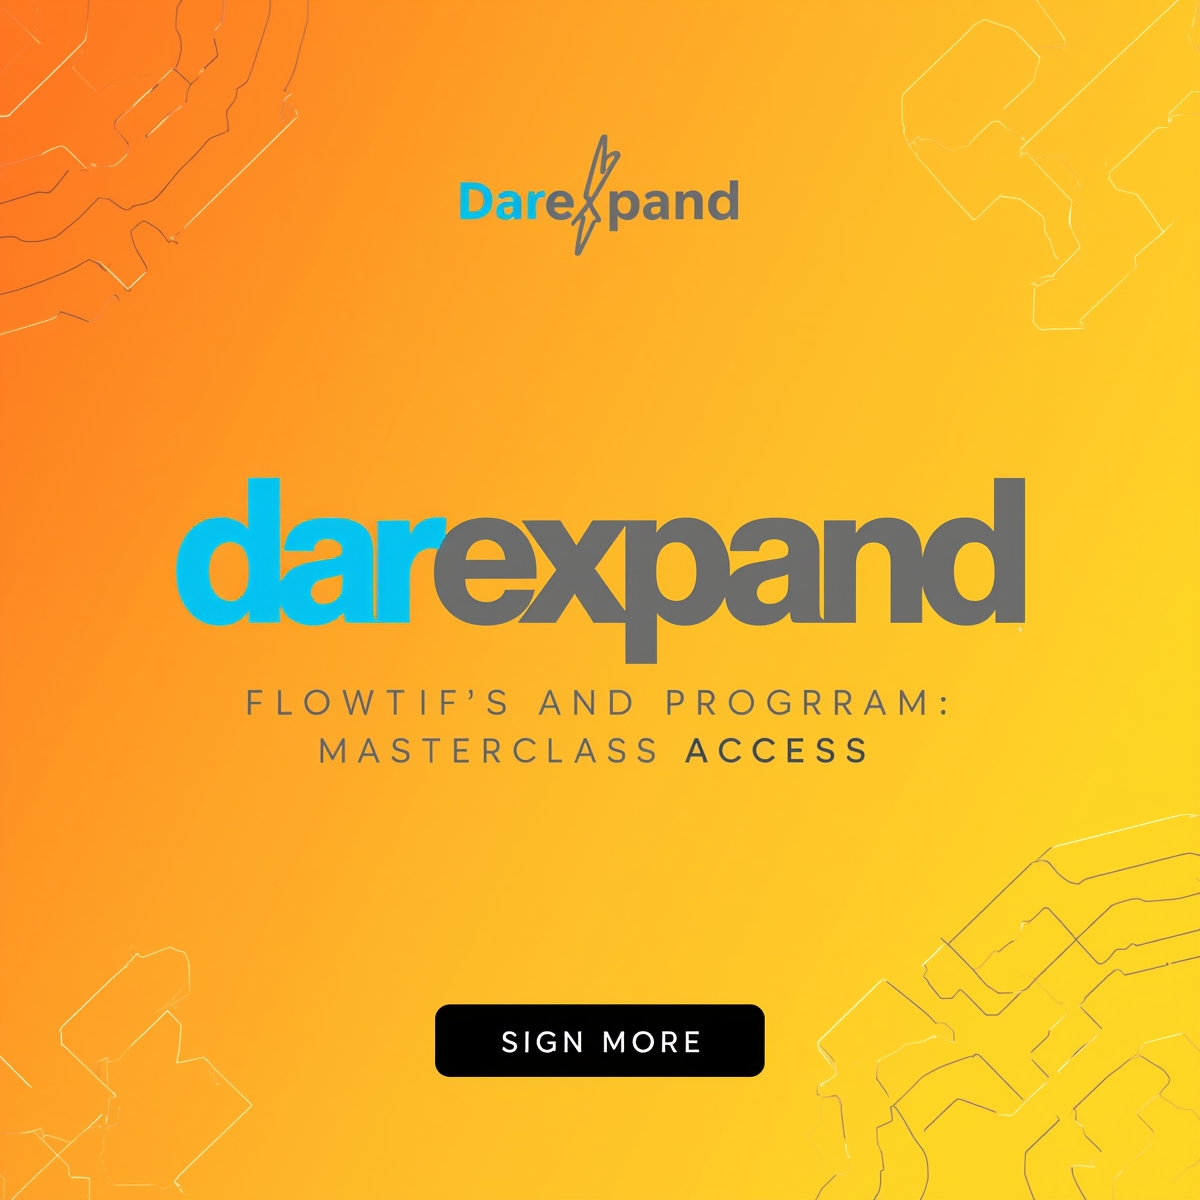 Darexpand
darexpand
FLOWTIF’S AND PROGRRAM:
MASTERCLASS ACCESS
SIGN MORE